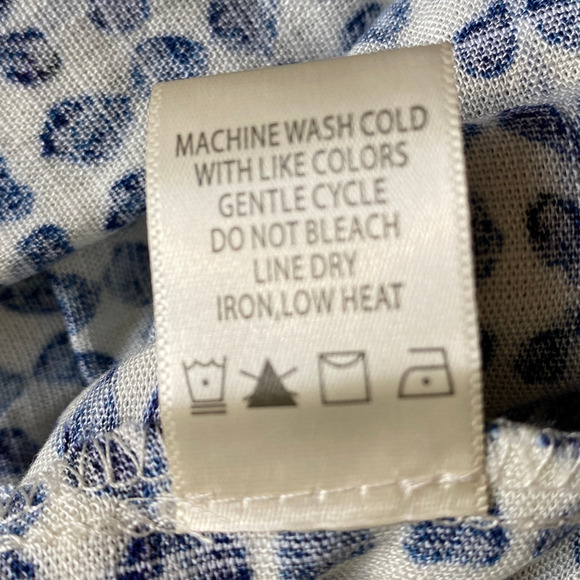 MACHINE WASH COLD
WITH LIKE COLORS
GENTLE CYCLE
DO NOT BLEACH
LINE DRY
IRON,LOW HEAT